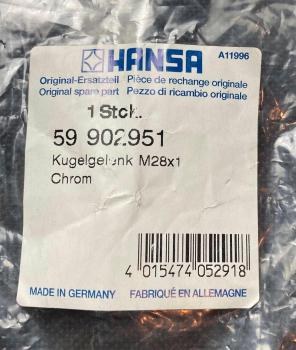 HANSA
A11996
Original-Ersatzteil Pièce de rechange originale
Original spare part Pezzo di ricambio originale
1 Stck.
59 902951
Kugelgelenk M28x1
Chrom
4 015474 052918
MADE IN GERMANY FABRIQUÉ EN ALLEMAGNE